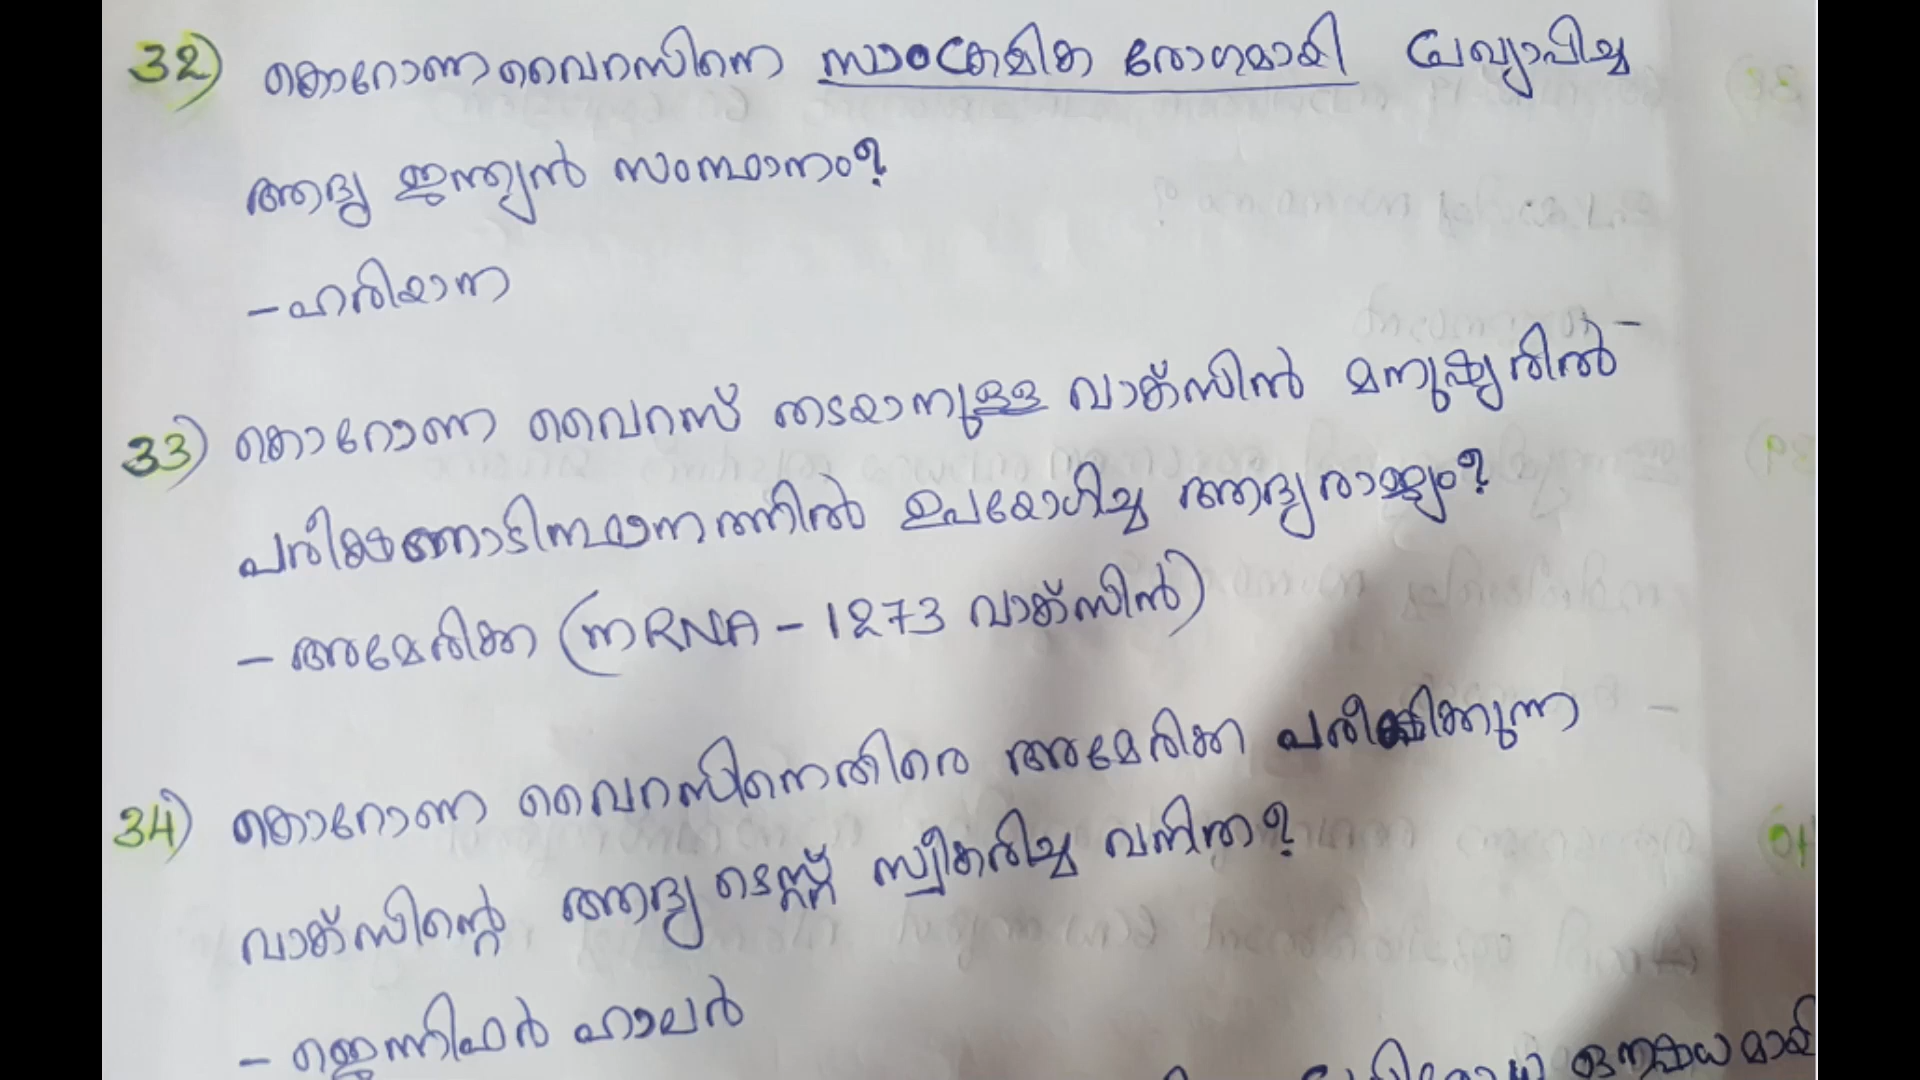 32) കൊറോണ വൈറസിനെ സാംക്രമിക രോഗമായി പ്രഖ്യാപിച്ച
ആദ്യ ഇന്ത്യൻ സംസ്ഥാനം?
- ഹരിയാന
33) കൊറോണ വൈറസ് തടയാനുള്ള വാക്സിൻ മനുഷ്യരിൽ
പരീക്ഷണാടിസ്ഥാനത്തിൽ ഉപയോഗിച്ച ആദ്യ രാജ്യം?
- അമേരിക്ക (mRNA - 1273 വാക്സിൻ)
34) കൊറോണ വൈറസിനെതിരെ അമേരിക്ക പരീക്ഷിക്കുന്ന
വാക്സിന്റെ ആദ്യ ടെസ്റ്റ് സ്വീകരിച്ച വനിത?
- ജെന്നിഫർ ഹാലർ